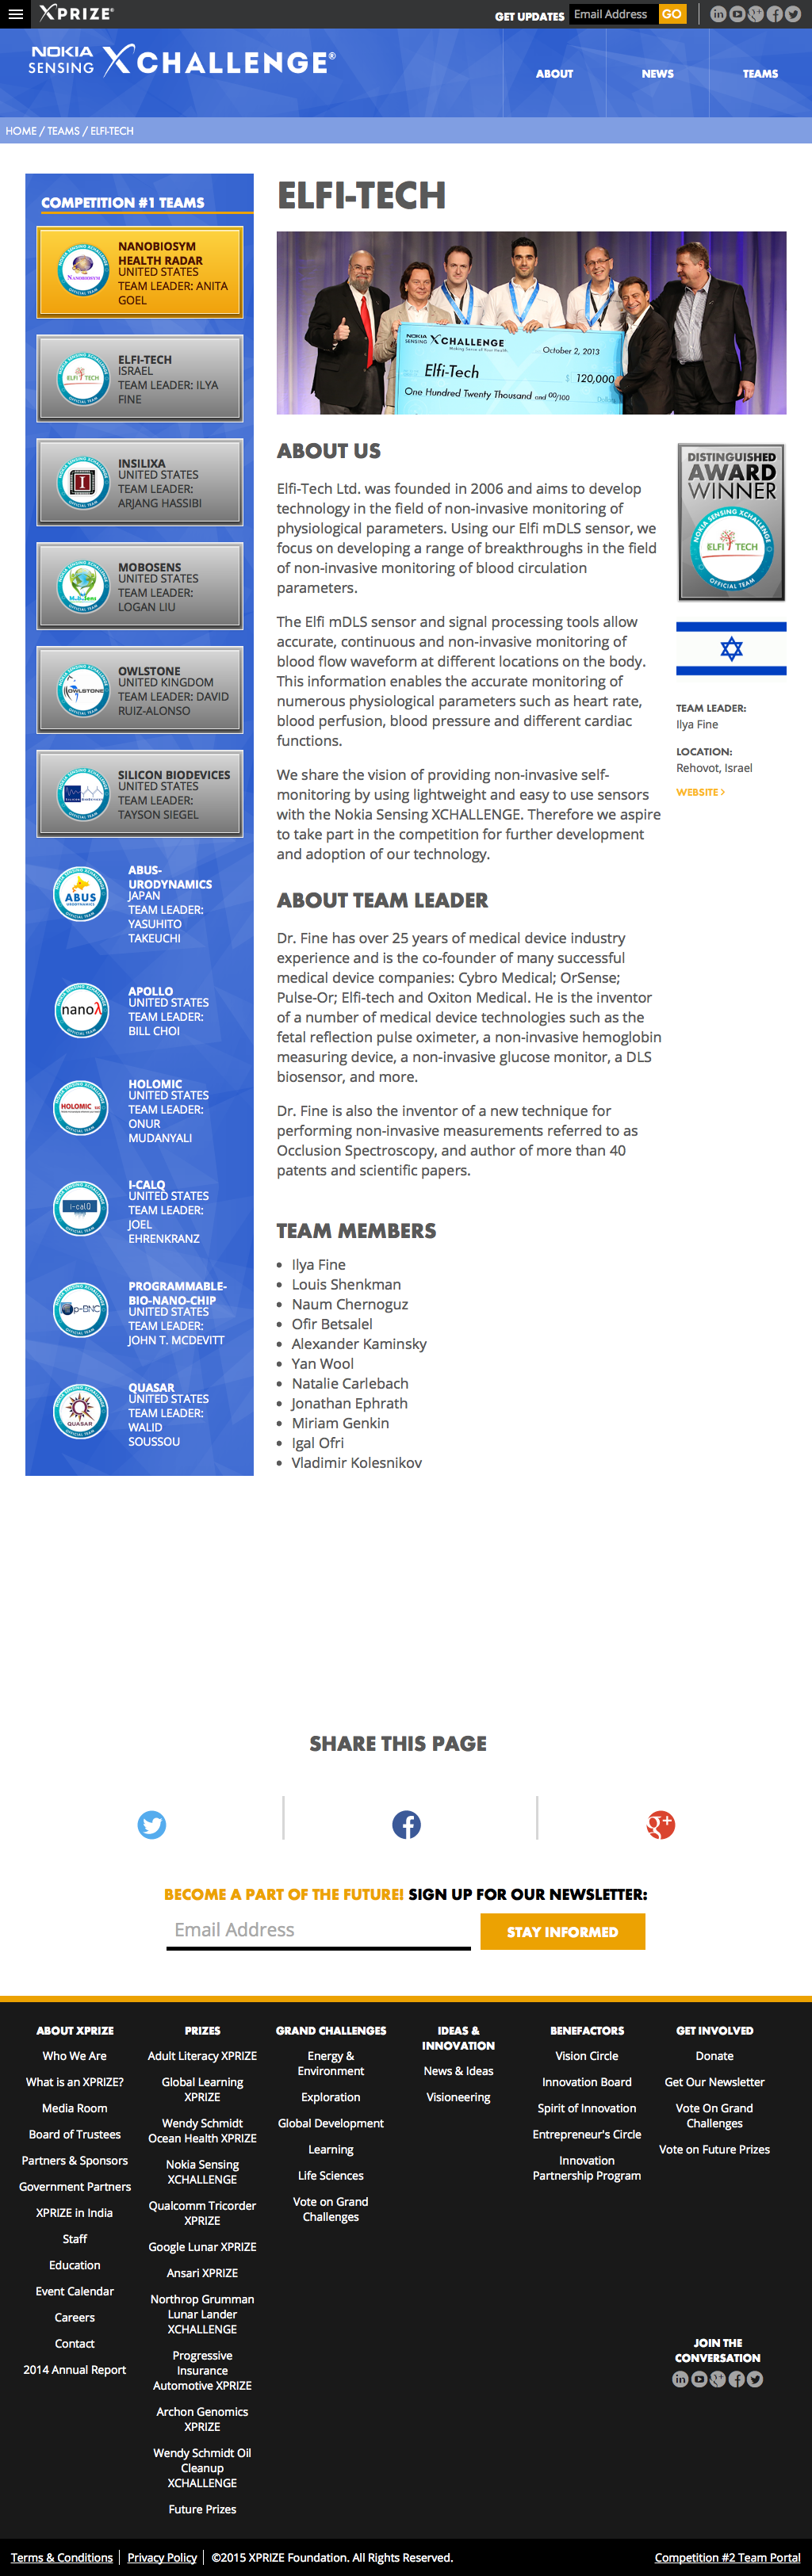 XPRIZE®
GET UPDATES
Email Address
GO
NOKIA
SENSING XCHALLENGE®
ABOUT
NEWS
TEAMS
HOME / TEAMS / ELFI-TECH
COMPETITION #1 TEAMS
NANOBIOSYM
HEALTH RADAR
UNITED STATES
TEAM LEADER: ANITA
GOEL
ELFI-TECH
ISRAEL
TEAM LEADER: ILYA
FINE
INSILIXA
UNITED STATES
TEAM LEADER:
ARJANG HASSIBI
MOBOSENS
UNITED STATES
TEAM LEADER:
LOGAN LIU
OWLSTONE
UNITED KINGDOM
TEAM LEADER: DAVID
RUIZ-ALONSO
SILICON BIODEVICES
UNITED STATES
TEAM LEADER:
TAYSON SIEGEL
ABUS-
URODYNAMICS
JAPAN
TEAM LEADER:
YASUHITO
TAKEUCHI
APOLLO
UNITED STATES
TEAM LEADER:
BILL CHOI
HOLOMIC
UNITED STATES
TEAM LEADER:
ONUR
MUDANYALI
I-CALQ
UNITED STATES
TEAM LEADER:
JOEL
EHRENKRANZ
PROGRAMMABLE-
BIO-NANO-CHIP
UNITED STATES
TEAM LEADER:
JOHN T. MCDEVITT
QUASAR
UNITED STATES
TEAM LEADER:
WALID
SOUSSOU
ELFI-TECH
NOKIA
SENSING XCHALLENGE
Making Sense of Your Health.
October 2, 2013
Elfi-Tech
$ 120,000
One Hundred Twenty Thousand and 00/100
ABOUT US
Elfi-Tech Ltd. was founded in 2006 and aims to develop
technology in the field of non-invasive monitoring of
physiological parameters. Using our Elfi mDLS sensor, we
focus on developing a range of breakthroughs in the field
of non-invasive monitoring of blood circulation
parameters.
The Elfi mDLS sensor and signal processing tools allow
accurate, continuous and non-invasive monitoring of
blood flow waveform at different locations on the body.
This information enables the accurate monitoring of
numerous physiological parameters such as heart rate,
blood perfusion, blood pressure and different cardiac
functions.
We share the vision of providing non-invasive self-
monitoring by using lightweight and easy to use sensors
with the Nokia Sensing XCHALLENGE. Therefore we aspire
to take part in the competition for further development
and adoption of our technology.
DISTINGUISHED
AWARD
WINNER
NOKIA SENSING XCHALLENGE
ELFI TECH
OFFICIAL TEAM
TEAM LEADER:
Ilya Fine
LOCATION:
Rehovot, Israel
WEBSITE >
ABOUT TEAM LEADER
Dr. Fine has over 25 years of medical device industry
experience and is the co-founder of many successful
medical device companies: Cybro Medical; OrSense;
Pulse-Or; Elfi-tech and Oxiton Medical. He is the inventor
of a number of medical device technologies such as the
fetal reflection pulse oximeter, a non-invasive hemoglobin
measuring device, a non-invasive glucose monitor, a DLS
biosensor, and more.
Dr. Fine is also the inventor of a new technique for
performing non-invasive measurements referred to as
Occlusion Spectroscopy, and author of more than 40
patents and scientific papers.
TEAM MEMBERS
• Ilya Fine
• Louis Shenkman
• Naum Chernoguz
• Ofir Betsalel
• Alexander Kaminsky
• Yan Wool
• Natalie Carlebach
• Jonathan Ephrath
• Miriam Genkin
• Igal Ofri
• Vladimir Kolesnikov
SHARE THIS PAGE
BECOME A PART OF THE FUTURE! SIGN UP FOR OUR NEWSLETTER:
Email Address
STAY INFORMED
ABOUT XPRIZE
Who We Are
What is an XPRIZE?
Media Room
Board of Trustees
Partners & Sponsors
Government Partners
XPRIZE in India
Staff
Education
Event Calendar
Careers
Contact
2014 Annual Report
PRIZES
Adult Literacy XPRIZE
Global Learning
XPRIZE
Wendy Schmidt
Ocean Health XPRIZE
Nokia Sensing
XCHALLENGE
Qualcomm Tricorder
XPRIZE
Google Lunar XPRIZE
Ansari XPRIZE
Northrop Grumman
Lunar Lander
XCHALLENGE
Progressive
Insurance
Automotive XPRIZE
Archon Genomics
XPRIZE
Wendy Schmidt Oil
Cleanup
XCHALLENGE
Future Prizes
GRAND CHALLENGES
Energy &
Environment
Exploration
Global Development
Learning
Life Sciences
Vote on Grand
Challenges
IDEAS &
INNOVATION
News & Ideas
Visioneering
BENEFACTORS
Vision Circle
Innovation Board
Spirit of Innovation
Entrepreneur's Circle
Innovation
Partnership Program
GET INVOLVED
Donate
Get Our Newsletter
Vote On Grand
Challenges
Vote on Future Prizes
JOIN THE
CONVERSATION
Terms & Conditions
Privacy Policy
©2015 XPRIZE Foundation. All Rights Reserved.
Competition #2 Team Portal